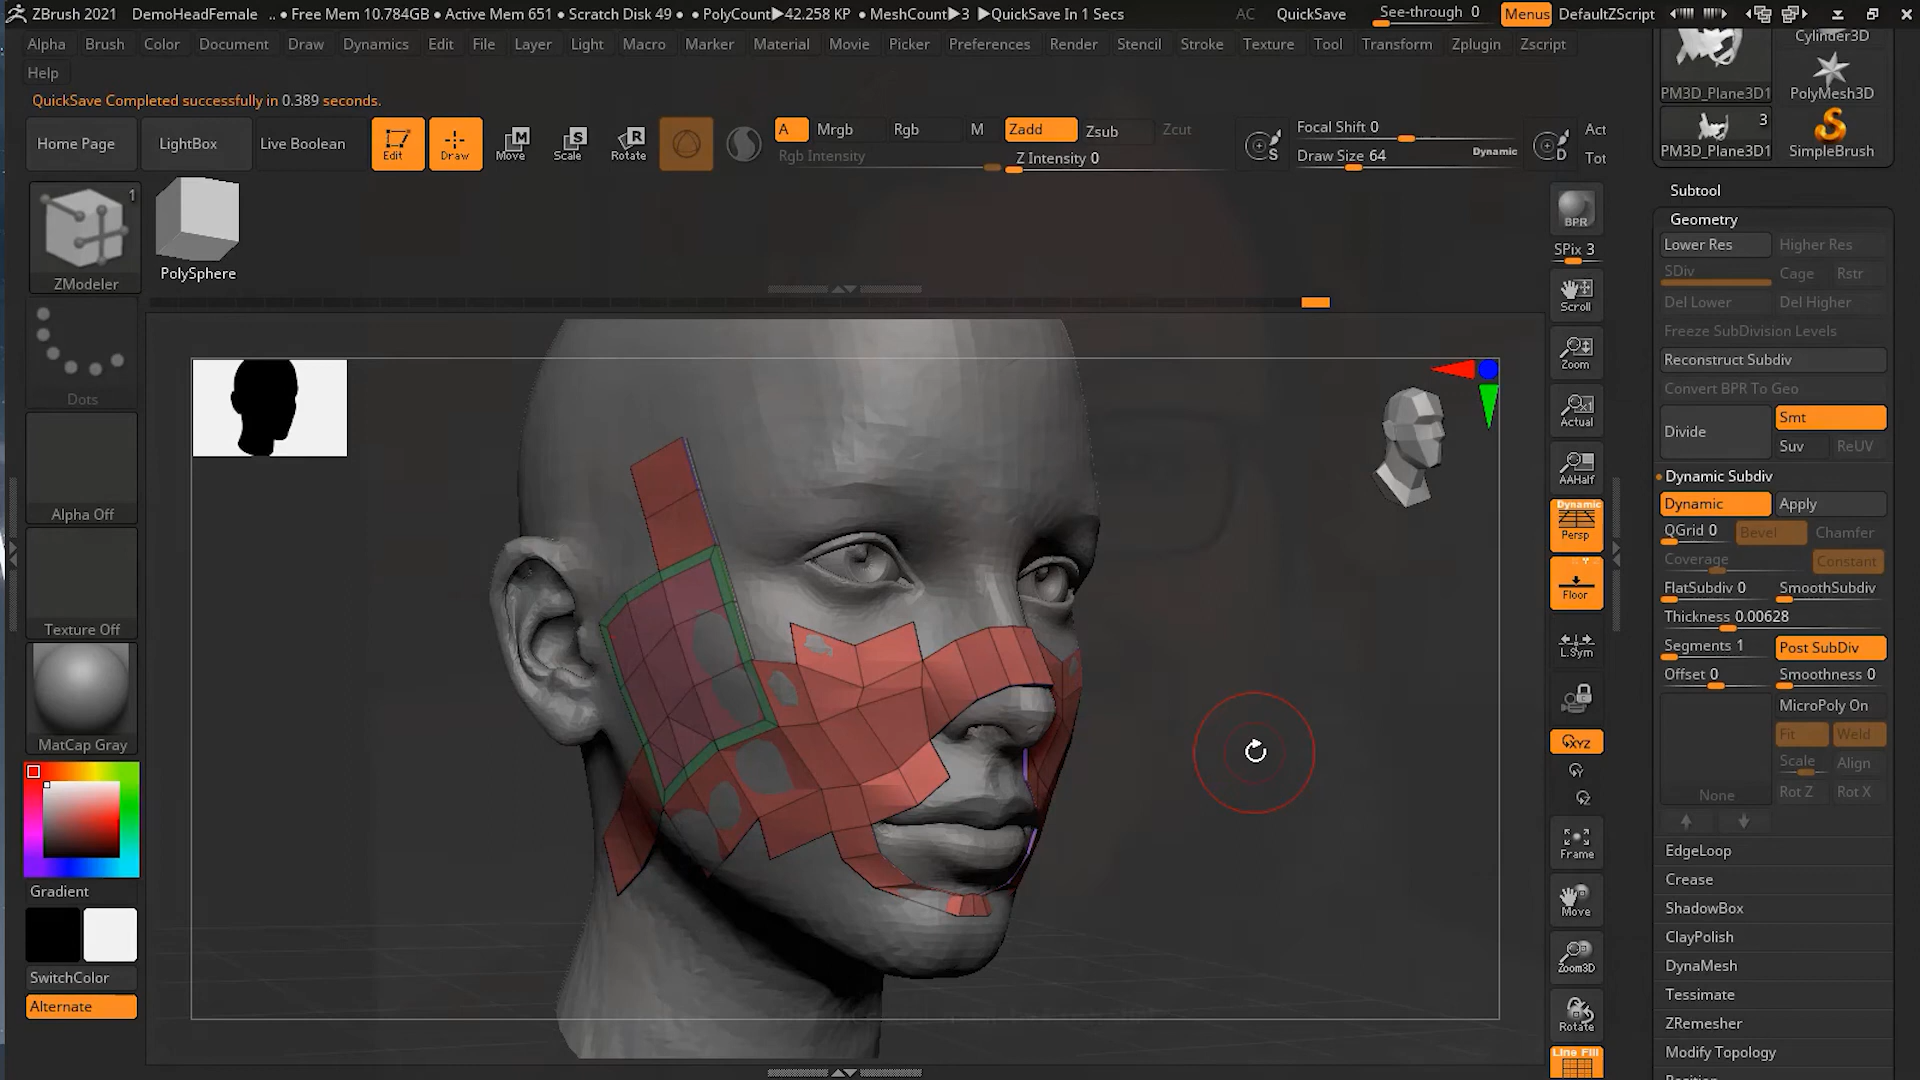 ZBrush 2021 DemoHeadFemale .. • Free Mem 10.784GB • Active Mem 651 • Scratch Disk 49 • • PolyCount▶42.258 KP • MeshCount▶3 ▶QuickSave In 1 Secs AC QuickSave See-through 0 Menus DefaultZScript
Alpha Brush Color Document Draw Dynamics Edit File Layer Light Macro Marker Material Movie Picker Preferences Render Stencil Stroke Texture Tool Transform Zplugin Zscript
Help
QuickSave Completed successfully in 0.389 seconds.
Home Page LightBox Live Boolean Edit Draw Move Scale Rotate
M S R
A Mrgb Rgb M Zadd Zsub Zcut
Rgb Intensity Z Intensity 0
S Focal Shift 0 D Act
Draw Size 64 Dynamic Tot
1
ZModeler
PolySphere
Dots
Alpha Off
Texture Off
MatCap Gray
Gradient
SwitchColor
Alternate
BPR
SPix 3
Scroll
Zoom
Actual
AAHalf
Dynamic
Persp
Floor
L.Sym
XYZ
Y
Z
Frame
Move
Zoom3D
Rotate
Line Fill
Cylinder3D
PM3D_Plane3D1 PolyMesh3D
3
PM3D_Plane3D1 SimpleBrush
Subtool
Geometry
Lower Res Higher Res
SDiv Cage Rstr
Del Lower Del Higher
Freeze SubDivision Levels
Reconstruct Subdiv
Convert BPR To Geo
Divide Smt
Suv ReUV
Dynamic Subdiv
Dynamic Apply
QGrid 0 Bevel Chamfer
Coverage Constant
FlatSubdiv 0 SmoothSubdiv
Thickness 0.00628
Segments 1 Post SubDiv
Offset 0 Smoothness 0
MicroPoly On
Fit Weld
Scale Align
None Rot Z Rot X
EdgeLoop
Crease
ShadowBox
ClayPolish
DynaMesh
Tessimate
ZRemesher
Modify Topology